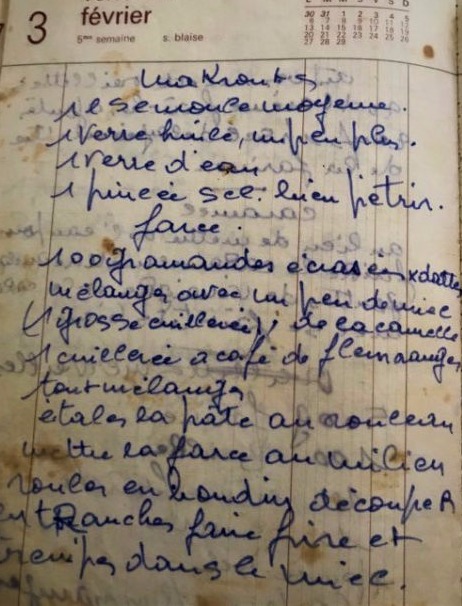 3
février
5me semaine s. blaise
L M M J V S D
30 31 1 2 3 4 5
6 7 8 9 10 11 12
13 14 15 16 17 18 19
20 21 22 23 24 25 26
27 28 29
Makrouts
1 K semoule moyenne.
1 verre huile, un peu plus.
1 verre d'eau
1 pincée sel. bien pétrir.
farce.
100 gr amandes écrasées x dattes
mélanger avec un peu de miel
(1 grosse cuillerée), de la cannelle
1 cuillerée à café de fleur oranger
tout mélanger
étaler la pâte au rouleau
mettre la farce au milieu
rouler en boudin découper
en tranches faire frire et
tremper dans le miel.